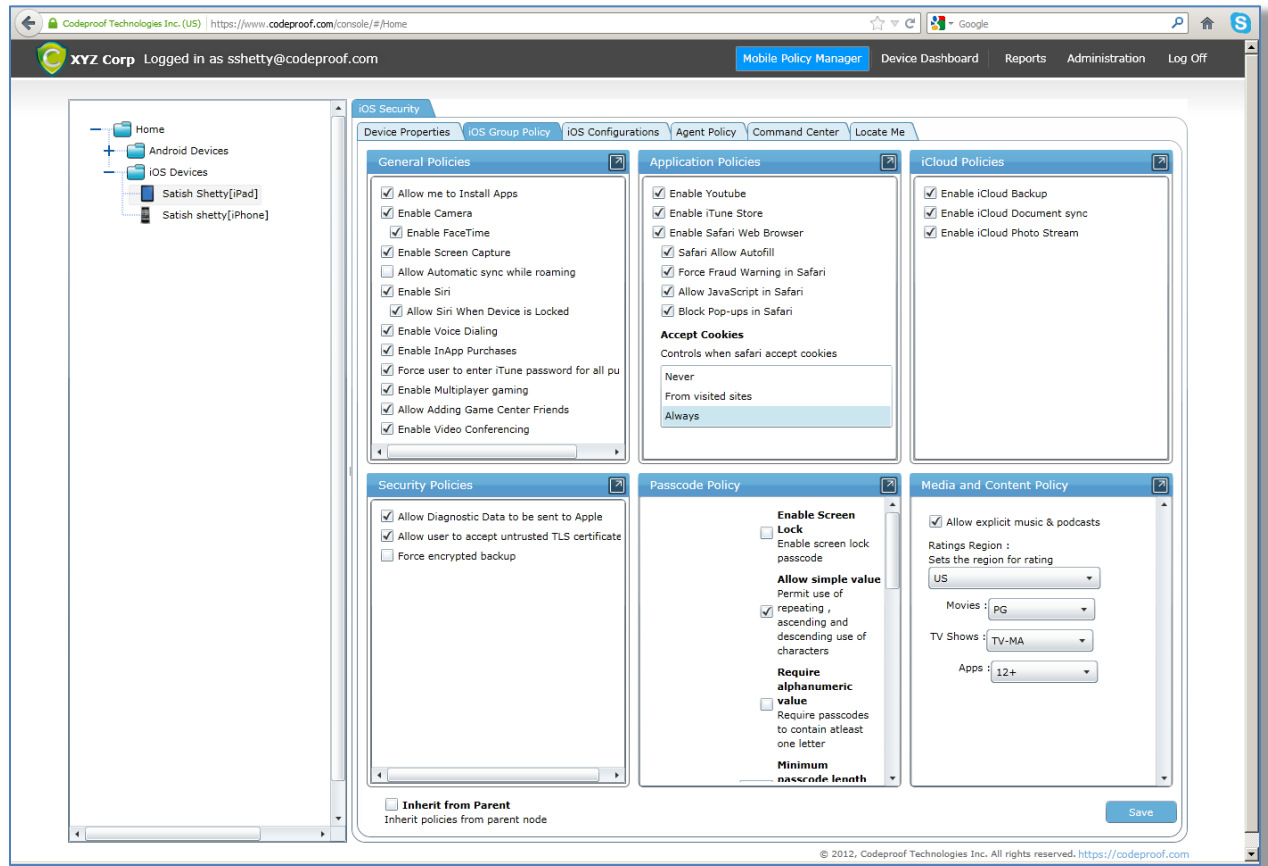 Codeproof Technologies Inc. (US) https://www.codeproof.com/console/#/Home
Google
XYZ Corp Logged in as sshetty@codeproof.com
Mobile Policy Manager Device Dashboard Reports Administration Log Off
Home
Android Devices
iOS Devices
Satish Shetty[iPad]
Satish shetty[iPhone]
iOS Security
Device Properties iOS Group Policy iOS Configurations Agent Policy Command Center Locate Me
General Policies
Allow me to Install Apps
Enable Camera
Enable FaceTime
Enable Screen Capture
Allow Automatic sync while roaming
Enable Siri
Allow Siri When Device is Locked
Enable Voice Dialing
Enable InApp Purchases
Force user to enter iTune password for all pu
Enable Multiplayer gaming
Allow Adding Game Center Friends
Enable Video Conferencing
Application Policies
Enable Youtube
Enable iTune Store
Enable Safari Web Browser
Safari Allow Autofill
Force Fraud Warning in Safari
Allow JavaScript in Safari
Block Pop-ups in Safari
Accept Cookies
Controls when safari accept cookies
Never
From visited sites
Always
iCloud Policies
Enable iCloud Backup
Enable iCloud Document sync
Enable iCloud Photo Stream
Security Policies
Allow Diagnostic Data to be sent to Apple
Allow user to accept untrusted TLS certificate
Force encrypted backup
Passcode Policy
Enable Screen
Lock
Enable screen lock
passcode
Allow simple value
Permit use of
repeating ,
ascending and
descending use of
characters
Require
alphanumeric
value
Require passcodes
to contain atleast
one letter
Minimum
passcode length
Media and Content Policy
Allow explicit music & podcasts
Ratings Region :
Sets the region for rating
US
Movies : PG
TV Shows : TV-MA
Apps : 12+
Inherit from Parent
Inherit policies from parent node
Save
© 2012, Codeproof Technologies Inc. All rights reserved. https://codeproof.com